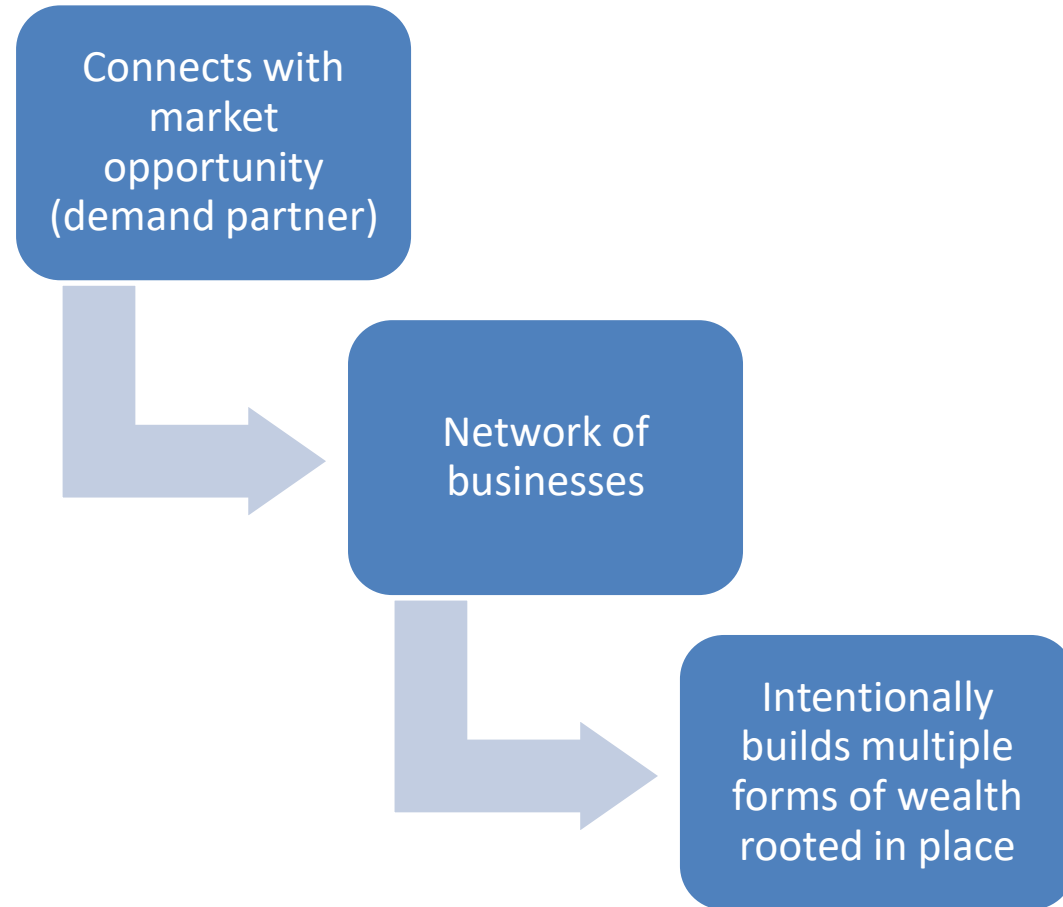 Connects with
market
opportunity
(demand partner)
Network of
businesses
Intentionally
builds multiple
forms of wealth
rooted in place